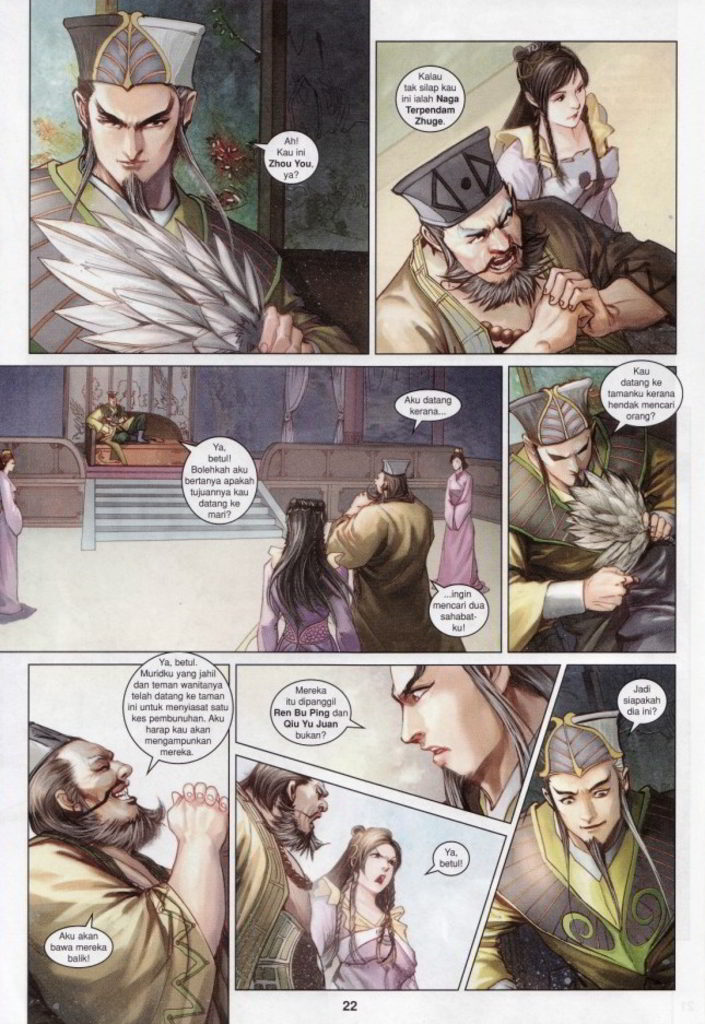 Ah!
Kau ini
Zhou You,
ya?
Kalau
tak silap kau
ini ialah Naga
Terpendam
Zhuge.
Ya,
betul!
Bolehkah aku
bertanya apakah
tujuannya kau
datang ke
mari?
Aku datang
kerana...
...ingin
mencari dua
sahabat-
ku!
Kau
datang ke
tamanku kerana
hendak mencari
orang?
Ya, betul.
Muridku yang jahil
dan teman wanitanya
telah datang ke taman
ini untuk menyiasat satu
kes pembunuhan. Aku
harap kau akan
mengampunkan
mereka.
Aku akan
bawa mereka
balik!
Mereka
itu dipanggil
Ren Bu Ping dan
Qiu Yu Juan
bukan?
Ya,
betul!
Jadi
siapakah
dia ini?
22